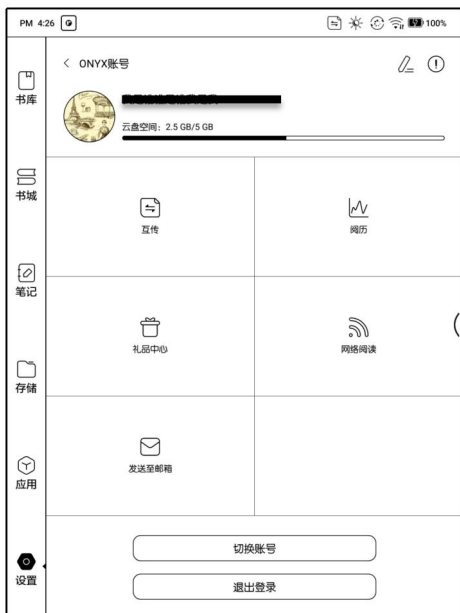 PM 4:26
100%
书库
书城
笔记
存储
应用
设置
ONYX账号
云盘空间：2.5 GB/5 GB
互传
阅历
礼品中心
网络阅读
发送至邮箱
切换账号
退出登录